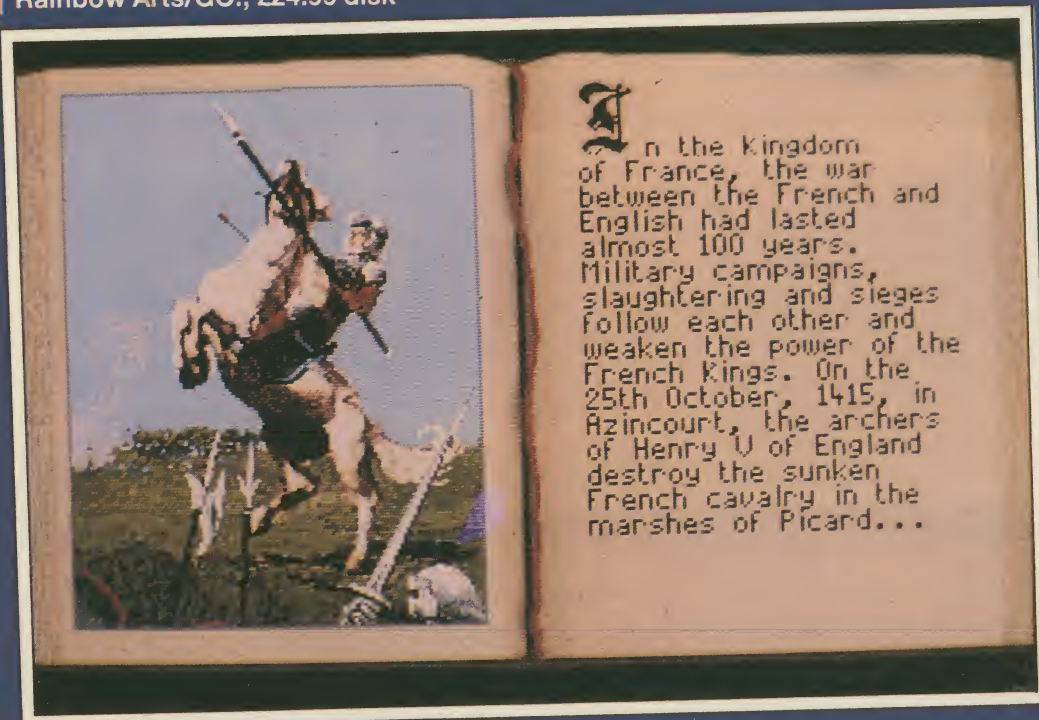 Rainbow Arts/GO!, £24.99 disk
In the Kingdom
of France, the war
between the French and
English had lasted
almost 100 years.
Military campaigns,
slaughtering and sieges
follow each other and
weaken the power of the
French Kings. On the
25th October, 1415, in
Azincourt, the archers
of Henry V of England
destroy the sunken
French cavalry in the
marshes of Picard...